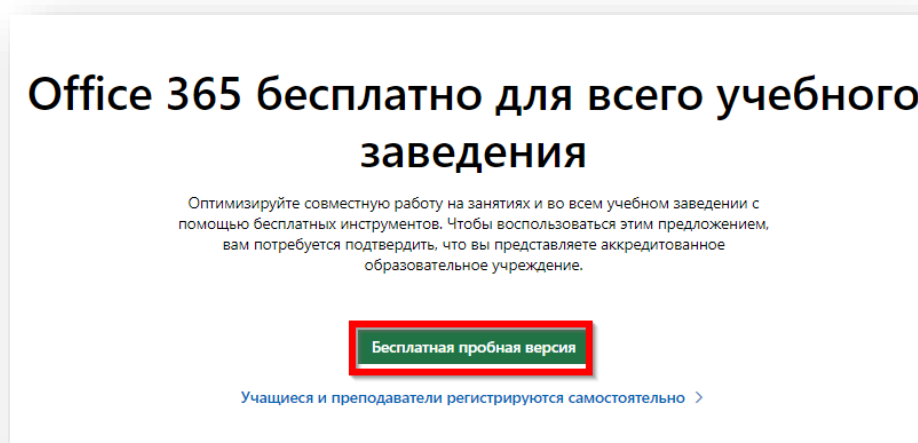 Office 365 бесплатно для всего учебного
заведения
Оптимизируйте совместную работу на занятиях и во всем учебном заведении с
помощью бесплатных инструментов. Чтобы воспользоваться этим предложением,
вам потребуется подтвердить, что вы представляете аккредитованное
образовательное учреждение.
Бесплатная пробная версия
Учащиеся и преподаватели регистрируются самостоятельно